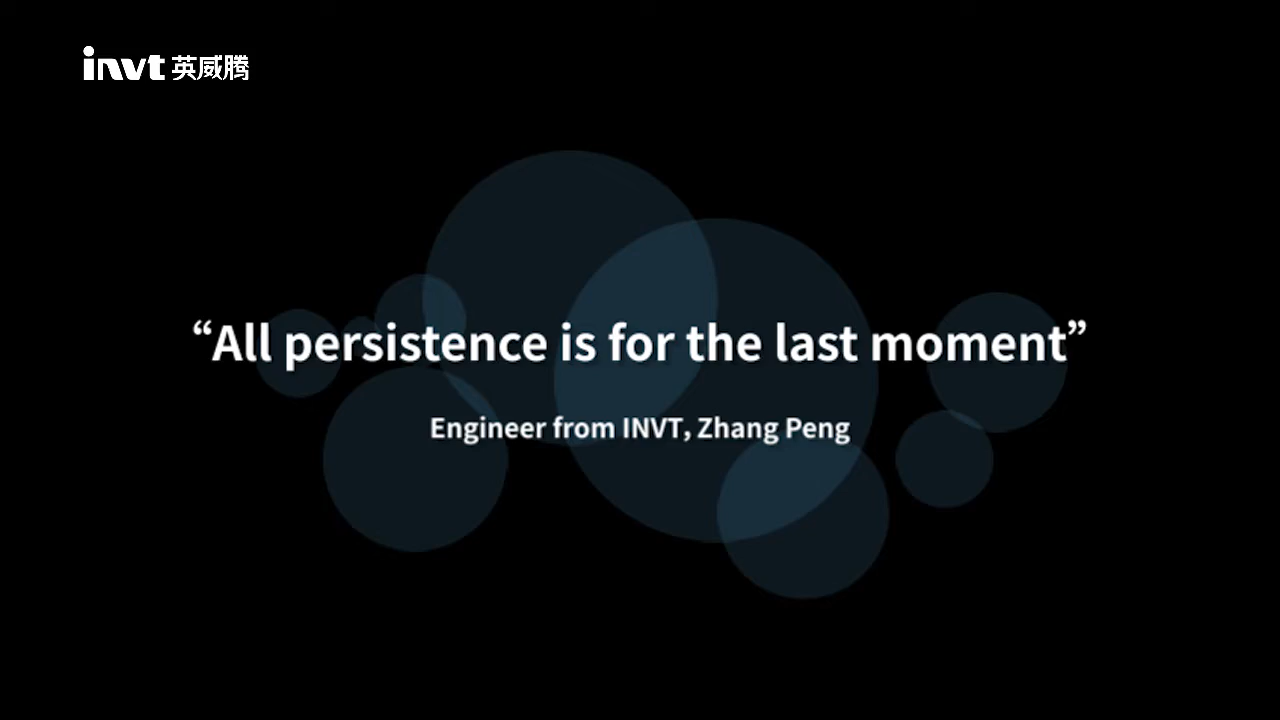 invt 英威腾
“All persistence is for the last moment”
Engineer from INVT, Zhang Peng